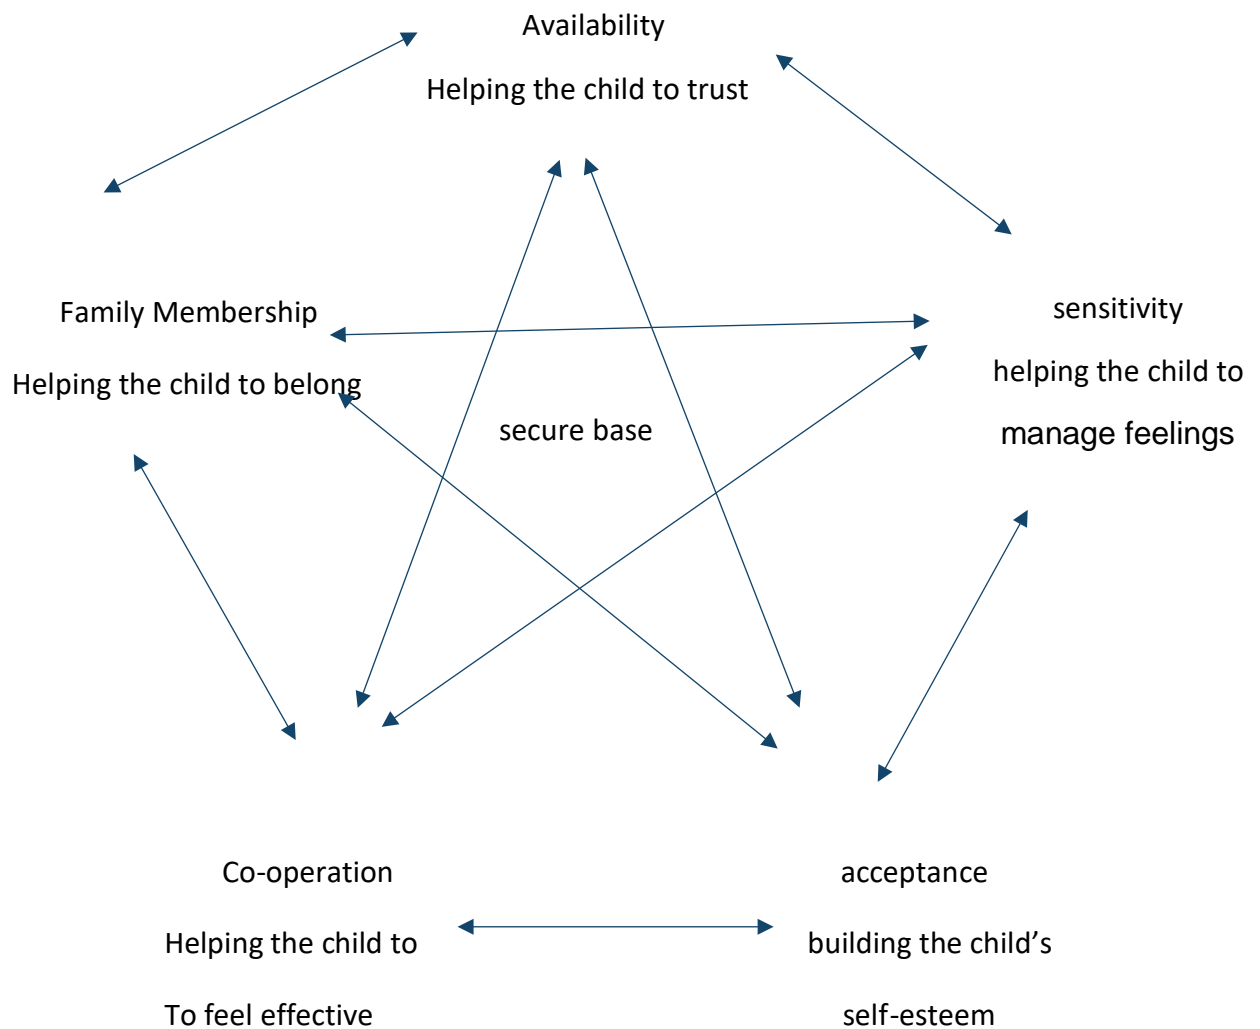 Availability
Helping the child to trust
Family Membership
Helping the child to belong
sensitivity
helping the child to
manage feelings
secure base
Co-operation
Helping the child to
To feel effective
acceptance
building the child’s
self-esteem